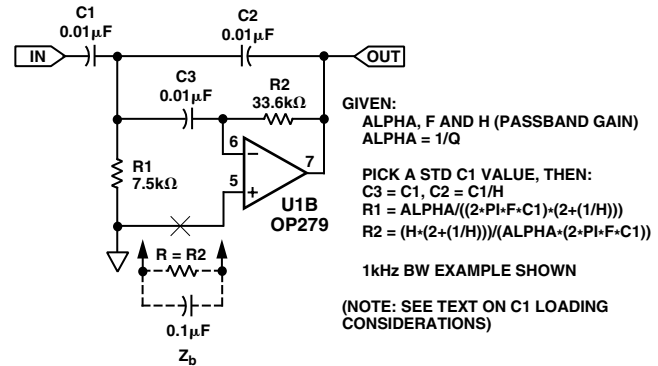 C1
0.01μF
C2
0.01μF
IN
OUT
C3
0.01μF
R2
33.6kΩ
R1
7.5kΩ
6
7
5
U1B
OP279
R = R2
0.1μF
Zb
GIVEN:
ALPHA, F AND H (PASSBAND GAIN)
ALPHA = 1/Q
PICK A STD C1 VALUE, THEN:
C3 = C1, C2 = C1/H
R1 = ALPHA/((2*PI*F*C1)*(2+(1/H)))
R2 = (H*(2+(1/H)))/(ALPHA*(2*PI*F*C1))
1kHz BW EXAMPLE SHOWN
(NOTE: SEE TEXT ON C1 LOADING
CONSIDERATIONS)